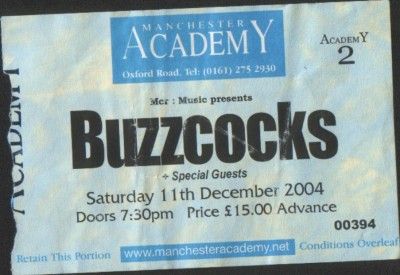 MANCHESTER
ACADEMY
Oxford Road. Tel: (0161) 275 2930
ACADEMY
2
ACADEMY
Mcr : Music presents
Buzzcocks
+ Special Guests
Saturday 11th December 2004
Doors 7:30pm Price £15.00 Advance
00394
Retain This Portion www.manchesteracademy.net Conditions Overleaf